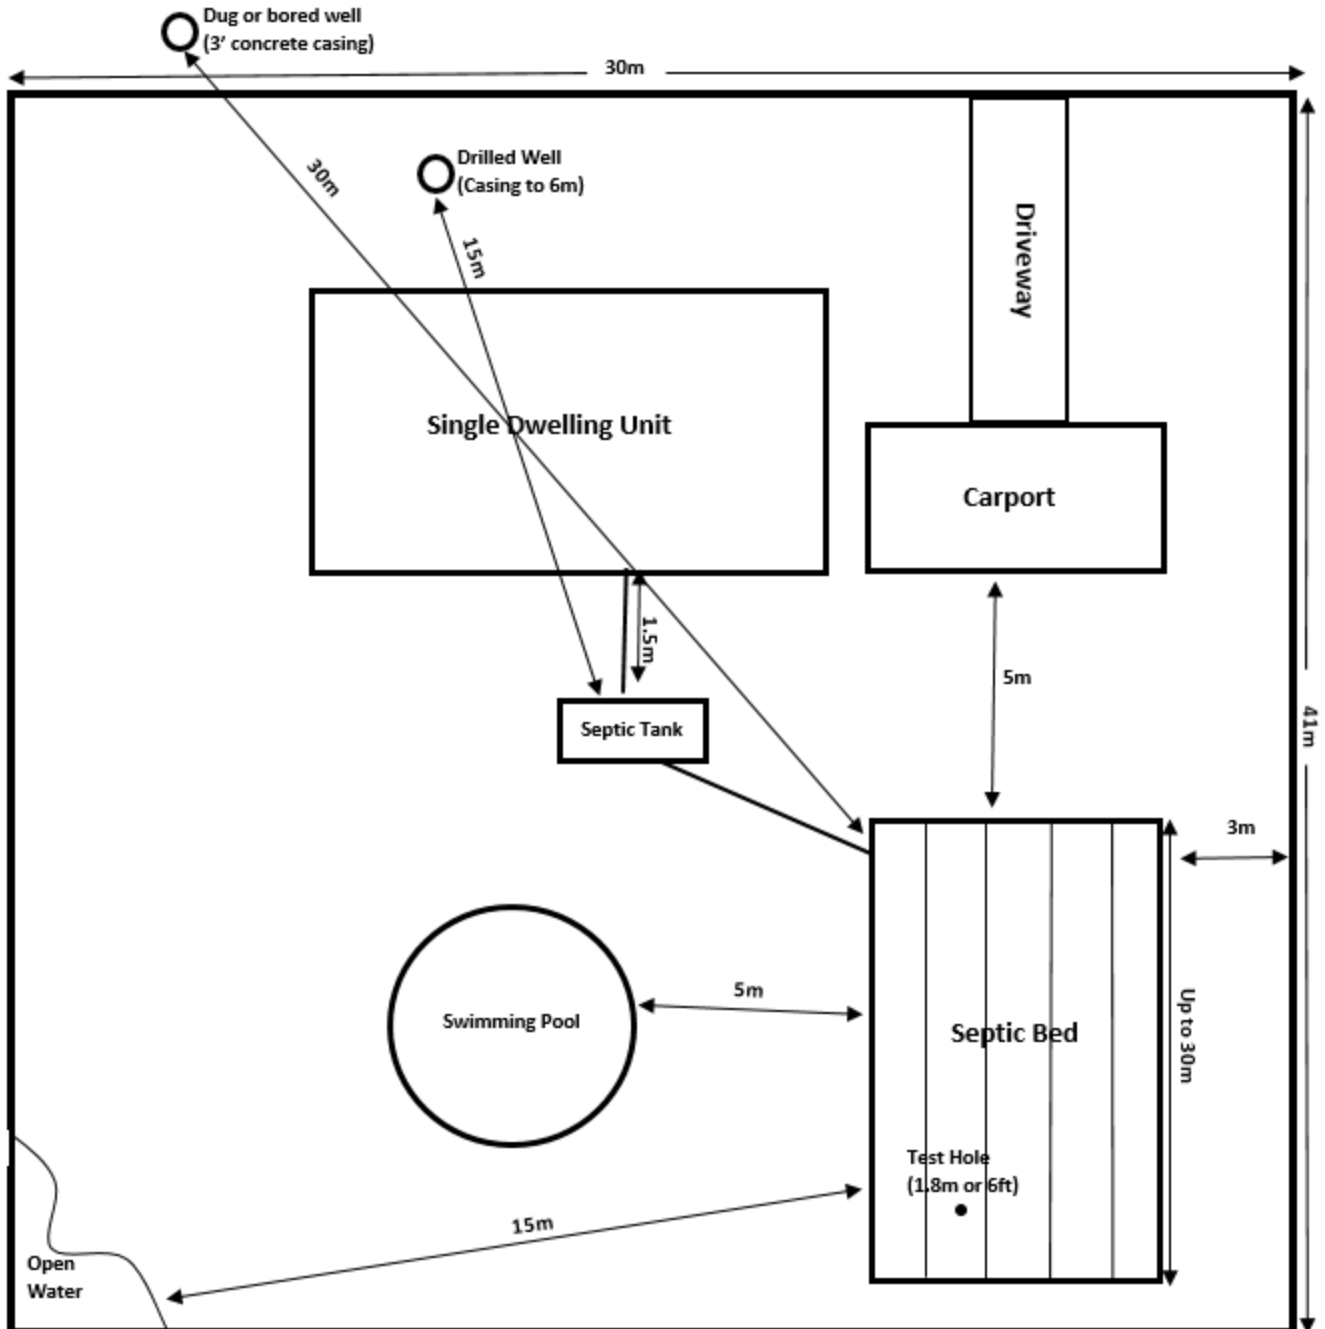 Dug or bored well
(3' concrete casing)
30m
30m
Drilled Well
(Casing to 6m)
15m
Driveway
Single Dwelling Unit
Carport
1.5m
5m
41m
Septic Tank
3m
5m
Swimming Pool
Septic Bed
Up to 30m
Test Hole
(1.8m or 6ft)
15m
Open
Water